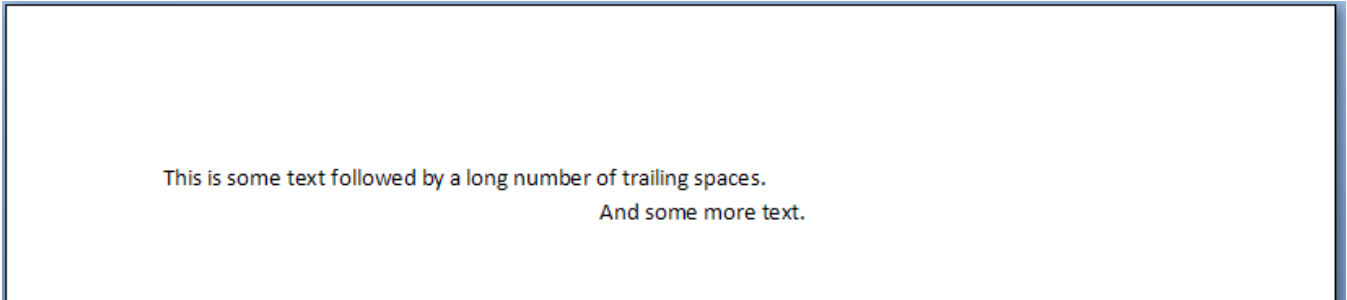 This is some text followed by a long number of trailing spaces.
And some more text.